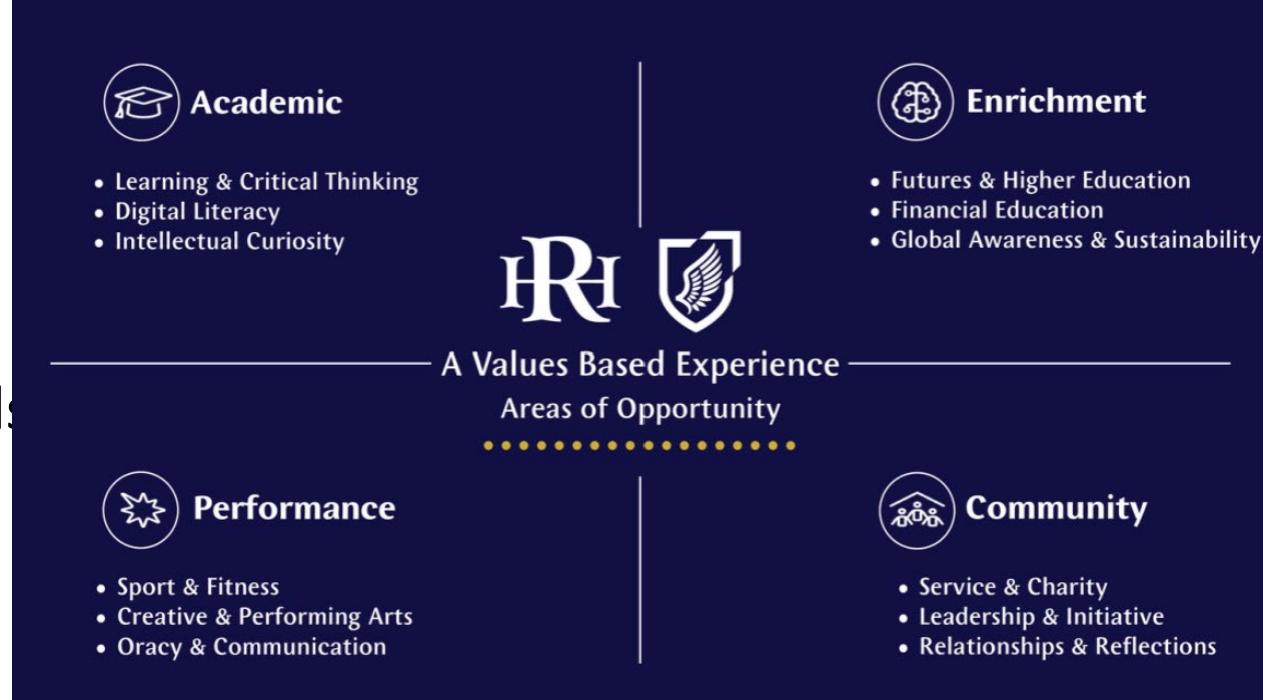 Academic
• Learning & Critical Thinking
• Digital Literacy
• Intellectual Curiosity
Enrichment
• Futures & Higher Education
• Financial Education
• Global Awareness & Sustainability
HRH
A Values Based Experience
Areas of Opportunity
Performance
• Sport & Fitness
• Creative & Performing Arts
• Oracy & Communication
Community
• Service & Charity
• Leadership & Initiative
• Relationships & Reflections